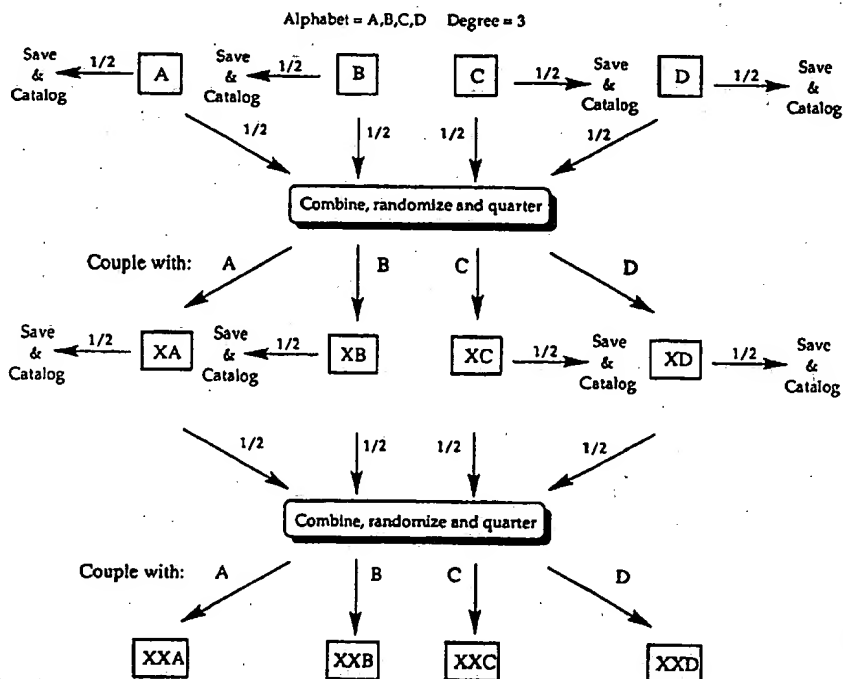 Alphabet = A,B,C,D Degree = 3
Save & Catalog
1/2
A
Save & Catalog
1/2
B
C
1/2
Save & Catalog
D
1/2
Save & Catalog
1/2
1/2
1/2
1/2
Combine, randomize and quarter
Couple with: A
B
C
D
Save & Catalog
1/2
XA
Save & Catalog
1/2
XB
XC
1/2
Save & Catalog
XD
1/2
Save & Catalog
1/2
1/2
1/2
1/2
Combine, randomize and quarter
Couple with: A
B
C
D
XXA
XXB
XXC
XXD